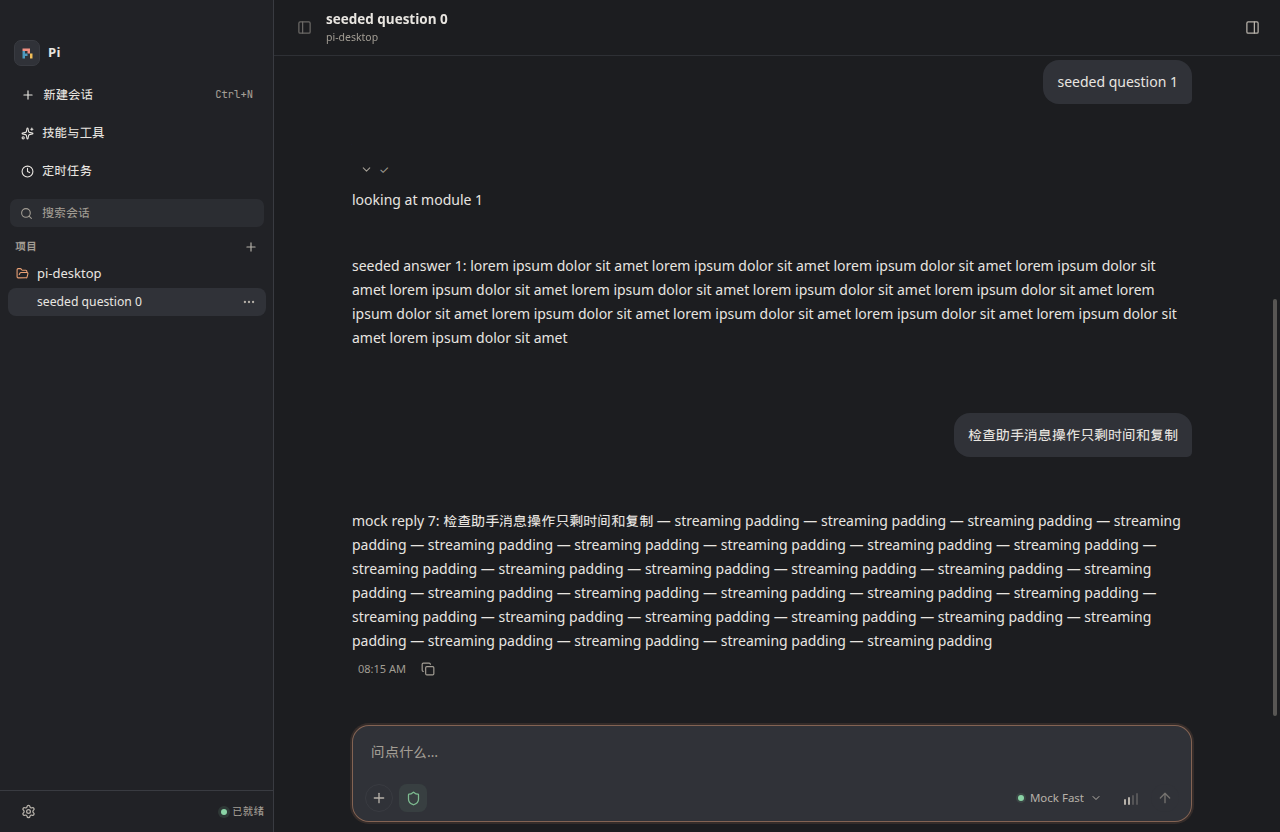 Pi
新建会话 Ctrl+N
技能与工具
定时任务
搜索会话
项目
pi-desktop
seeded question 0
已就绪
seeded question 0
pi-desktop
seeded question 1
looking at module 1
seeded answer 1: lorem ipsum dolor sit amet lorem ipsum dolor sit amet lorem ipsum dolor sit amet lorem ipsum dolor sit
amet lorem ipsum dolor sit amet lorem ipsum dolor sit amet lorem ipsum dolor sit amet lorem ipsum dolor sit amet lorem
ipsum dolor sit amet lorem ipsum dolor sit amet lorem ipsum dolor sit amet lorem ipsum dolor sit amet lorem ipsum dolor sit
amet lorem ipsum dolor sit amet
检查助手消息操作只剩时间和复制
mock reply 7: 检查助手消息操作只剩时间和复制 — streaming padding — streaming padding — streaming padding — streaming
padding — streaming padding — streaming padding — streaming padding — streaming padding — streaming padding —
streaming padding — streaming padding — streaming padding — streaming padding — streaming padding — streaming
padding — streaming padding — streaming padding — streaming padding — streaming padding — streaming padding —
streaming padding — streaming padding — streaming padding — streaming padding — streaming padding — streaming
padding — streaming padding — streaming padding — streaming padding — streaming padding
08:15 AM
问点什么...
Mock Fast